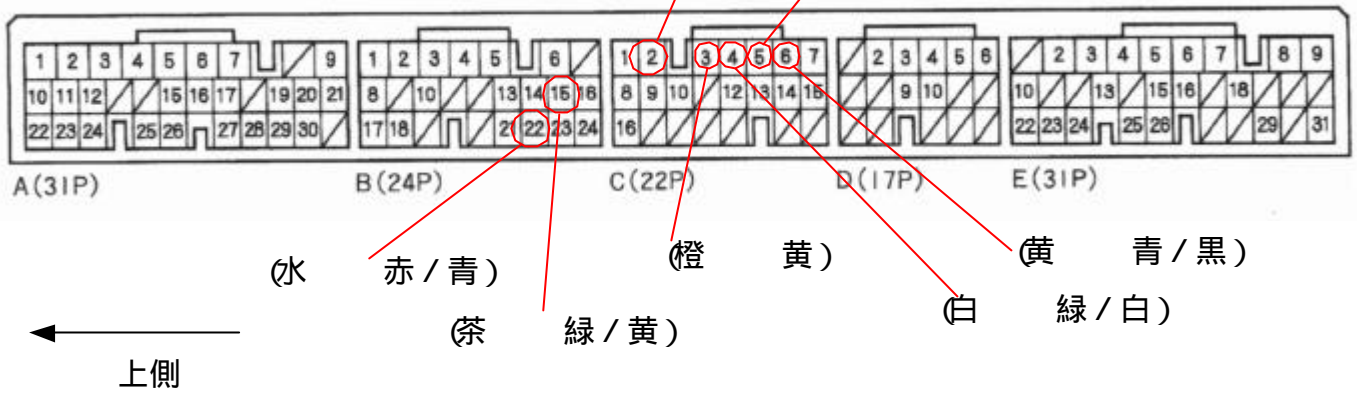 1 2 3 4 5 6 7 9
10 11 12 15 16 17 19 20 21
22 23 24 25 26 27 28 29 30
A(31P)
1 2 3 4 5 6
8 10 13 14 15 16
17 18 21 22 23 24
B(24P)
1 2 3 4 5 6 7
8 9 10 12 13 14 15
16
C(22P)
2 3 4 5 6
9 10
D(17P)
2 3 4 5 6 7 8 9
10 13 15 16 18
22 23 24 25 26 29 31
E(31P)
(水 赤/青)
(橙 黄)
(黄 青/黒)
(茶 緑/黄)
(白 緑/白)
上側